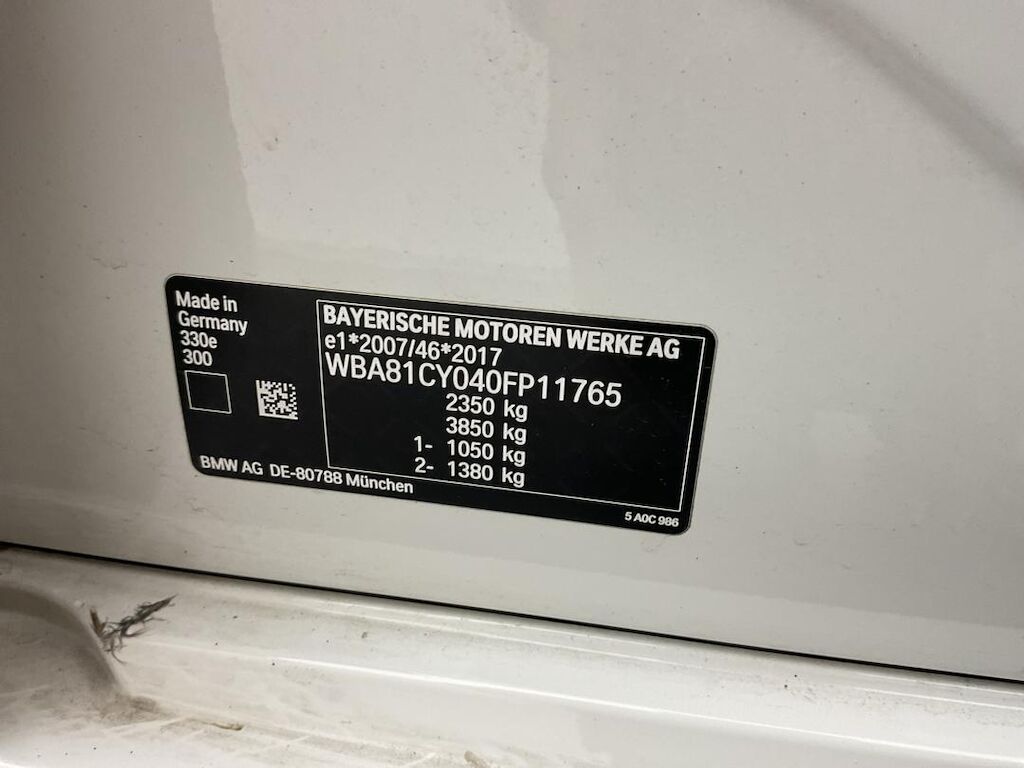 Made in
Germany
330e
300
BMW AG DE-80788 München
BAYERISCHE MOTOREN WERKE AG
e1*2007/46*2017
WBA81CY040FP11765
2350 kg
3850 kg
1- 1050 kg
2- 1380 kg
5 A0C 986